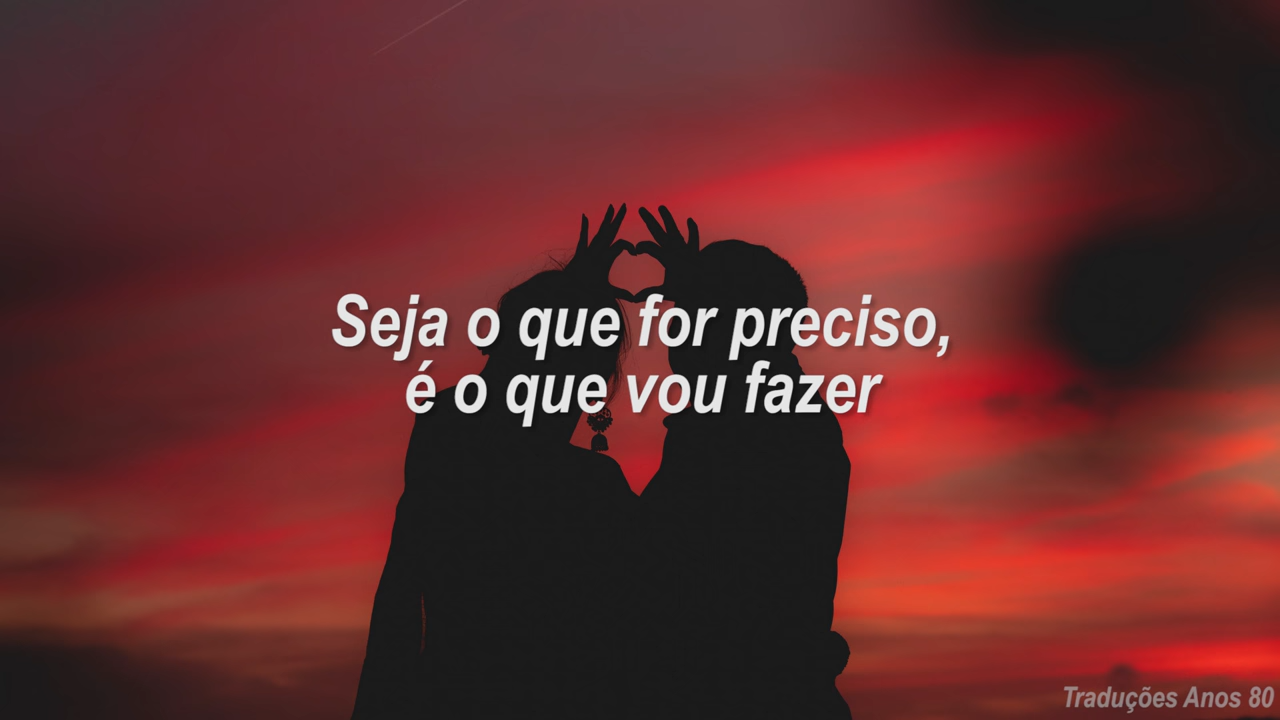 Seja o que for preciso,
é o que vou fazer
Traduções Anos 80